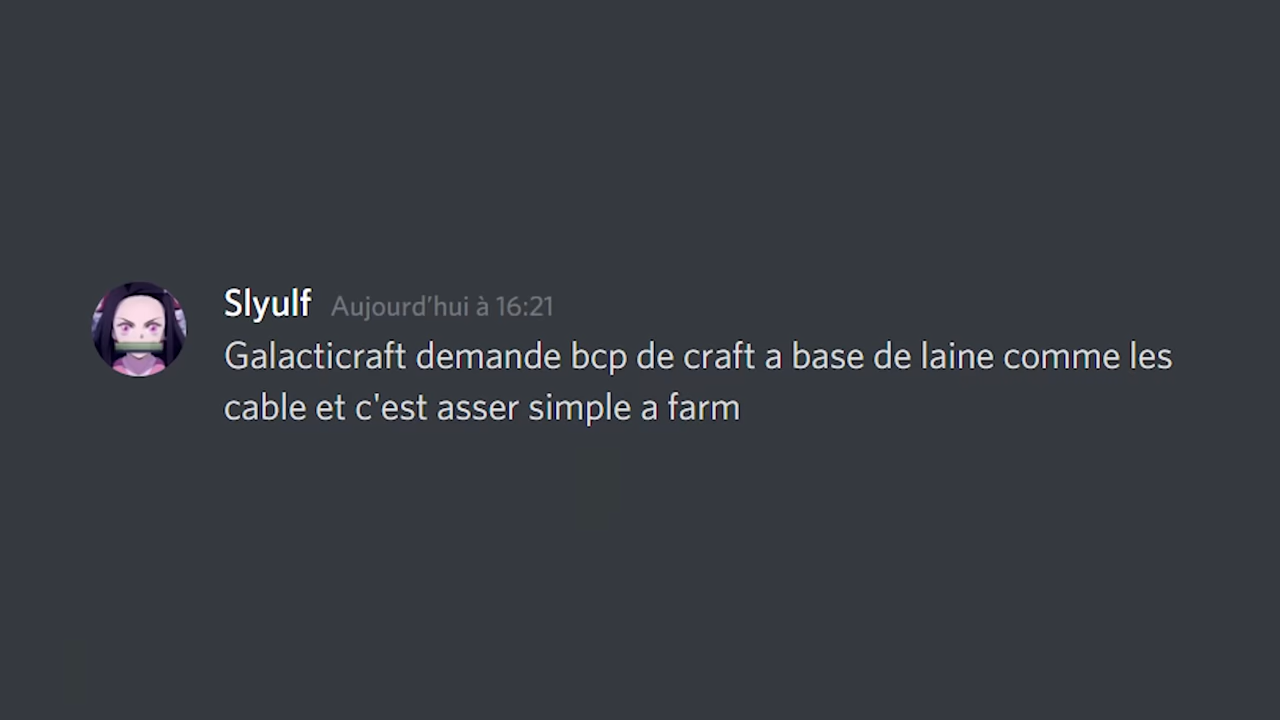 Slyulf Aujourd'hui à 16:21
Galacticraft demande bcp de craft a base de laine comme les
cable et c'est asser simple a farm